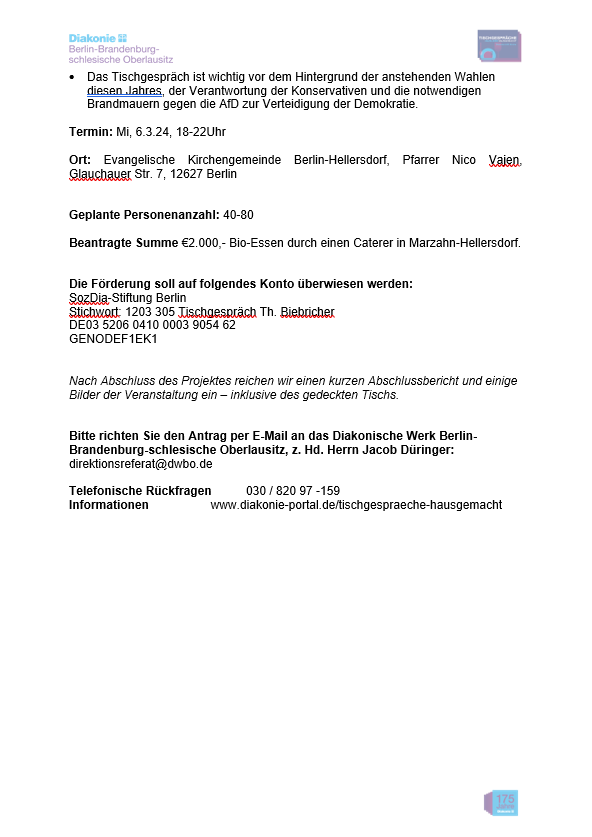 Diakonie
Berlin-Brandenburg-
schlesische Oberlausitz
TISCHGESPRÄCHE
• Das Tischgespräch ist wichtig vor dem Hintergrund der anstehenden Wahlen
diesen Jahres, der Verantwortung der Konservativen und die notwendigen
Brandmauern gegen die AfD zur Verteidigung der Demokratie.
Termin: Mi, 6.3.24, 18-22Uhr
Ort: Evangelische Kirchengemeinde Berlin-Hellersdorf, Pfarrer Nico Vajen,
Glauchauer Str. 7, 12627 Berlin
Geplante Personenanzahl: 40-80
Beantragte Summe €2.000,- Bio-Essen durch einen Caterer in Marzahn-Hellersdorf.
Die Förderung soll auf folgendes Konto überwiesen werden:
SozDia-Stiftung Berlin
Stichwort: 1203 305 Tischgespräch Th. Biebricher
DE03 5206 0410 0003 9054 62
GENODEF1EK1
Nach Abschluss des Projektes reichen wir einen kurzen Abschlussbericht und einige
Bilder der Veranstaltung ein – inklusive des gedeckten Tischs.
Bitte richten Sie den Antrag per E-Mail an das Diakonische Werk Berlin-
Brandenburg-schlesische Oberlausitz, z. Hd. Herrn Jacob Düringer:
direktionsreferat@dwbo.de
Telefonische Rückfragen 030 / 820 97 -159
Informationen www.diakonie-portal.de/tischgespraeche-hausgemacht
175
Jahre